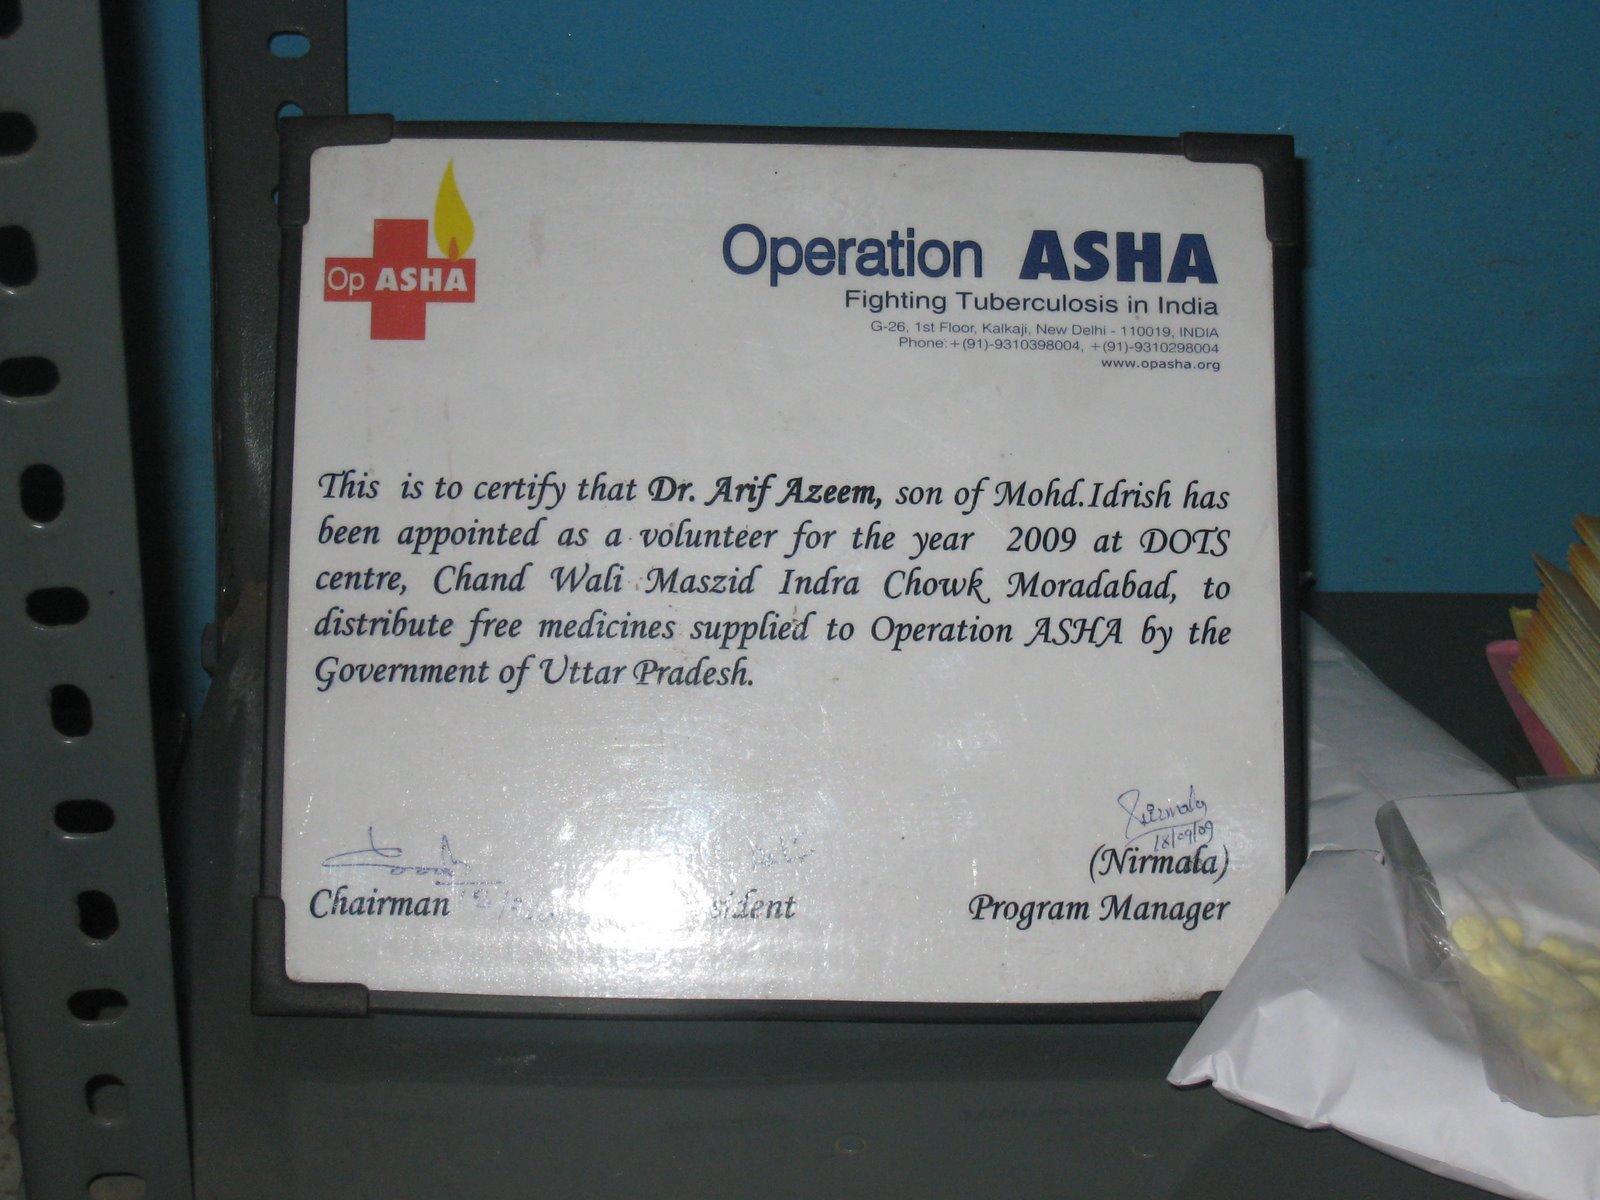 Op ASHA
Operation ASHA
Fighting Tuberculosis in India
G-26, 1st Floor, Kalkaji, New Delhi - 110019, INDIA
Phone: +(91)-9310398004, +(91)-9310298004
www.opasha.org
This is to certify that Dr. Arif Azeem, son of Mohd.Idrish has
been appointed as a volunteer for the year 2009 at DOTS
centre, Chand Wali Maszid Indra Chowk Moradabad, to
distribute free medicines supplied to Operation ASHA by the
Government of Uttar Pradesh.
Nirmala
18/09/09
(Nirmala)
Chairman sident Program Manager